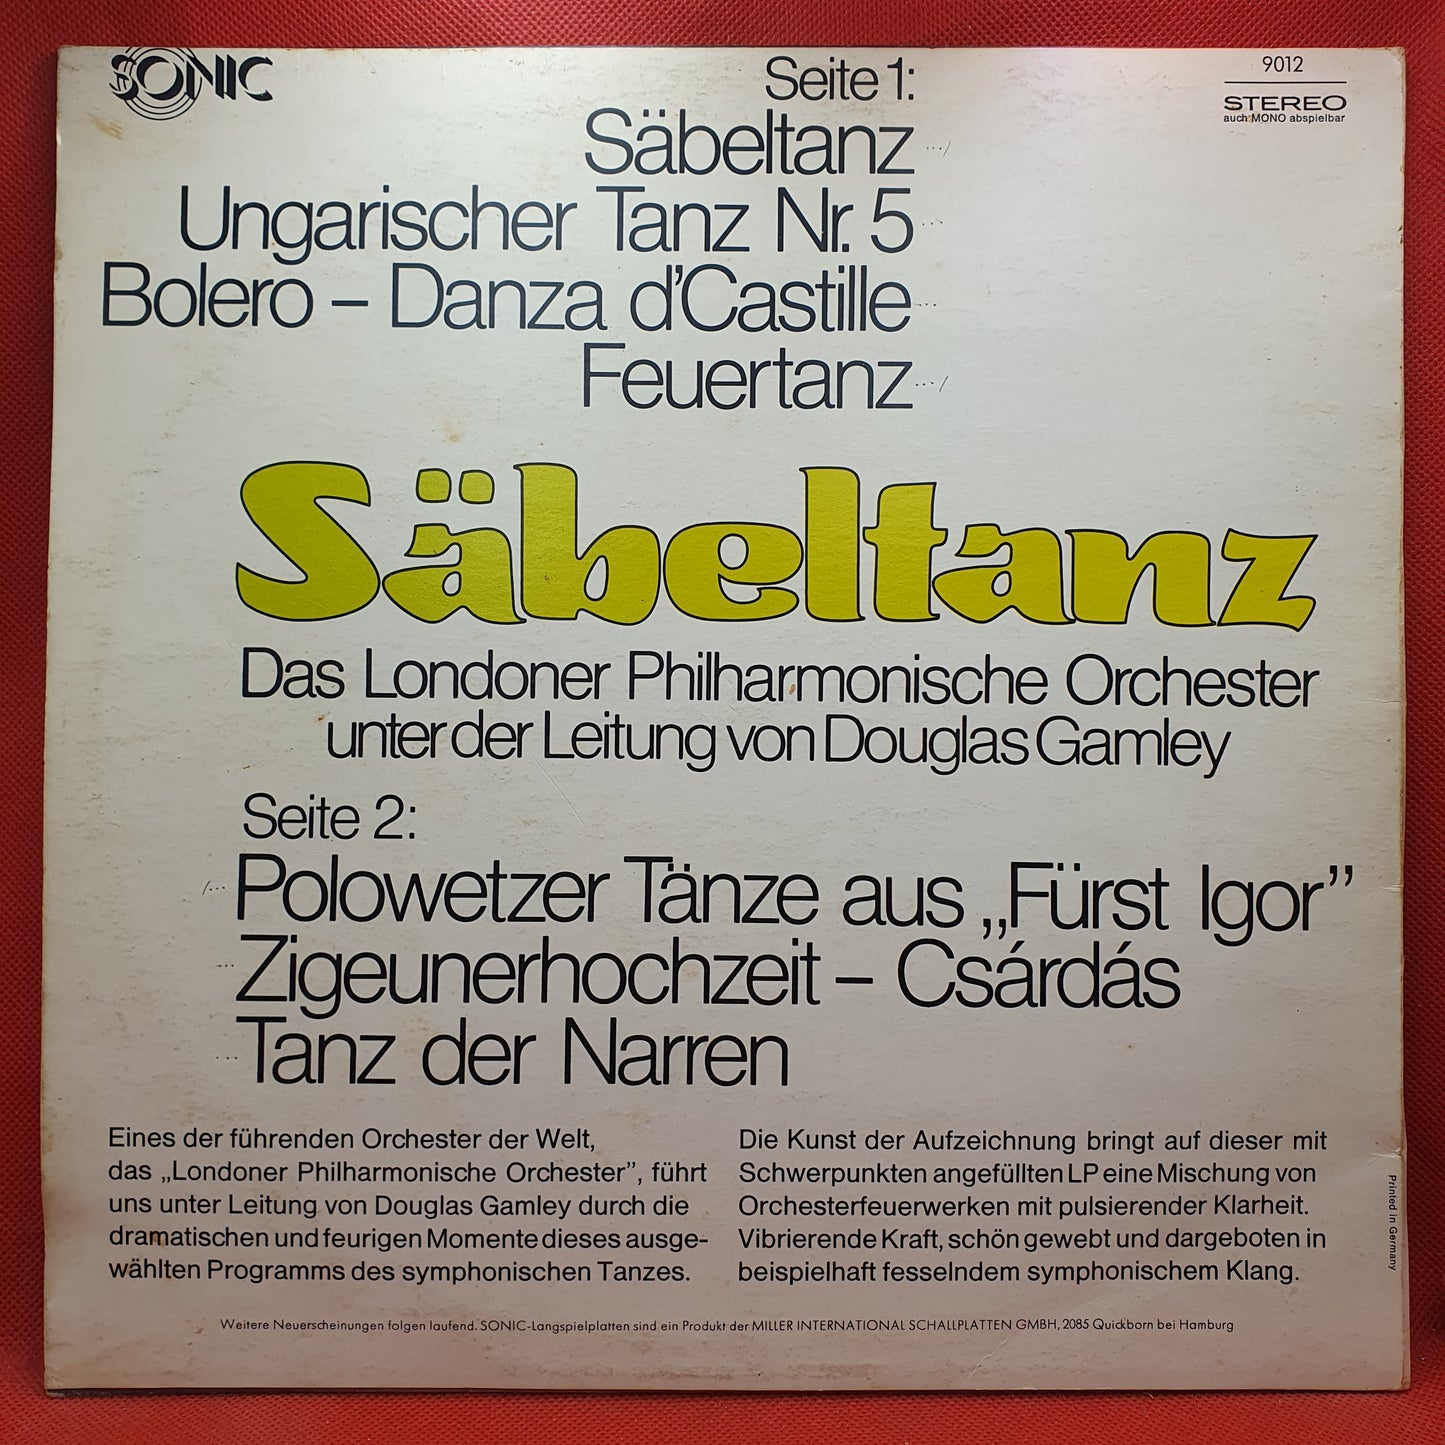 SONIC
9012
STEREO
auch MONO abspielbar
Seite 1:
Säbeltanz
Ungarischer Tanz Nr. 5
Bolero – Danza d'Castille
Feuertanz
Säbeltanz
Das Londoner Philharmonische Orchester
unter der Leitung von Douglas Gamley
Seite 2:
Polowetzer Tänze aus „Fürst Igor”
Zigeunerhochzeit – Csárdás
Tanz der Narren
Eines der führenden Orchester der Welt,
das „Londoner Philharmonische Orchester”, führt
uns unter Leitung von Douglas Gamley durch die
dramatischen und feurigen Momente dieses ausge-
wählten Programms des symphonischen Tanzes.
Die Kunst der Aufzeichnung bringt auf dieser mit
Schwerpunkten angefüllten LP eine Mischung von
Orchesterfeuerwerken mit pulsierender Klarheit.
Vibrierende Kraft, schön gewebt und dargeboten in
beispielhaft fesselndem symphonischem Klang.
Printed in Germany
Weitere Neuerscheinungen folgen laufend. SONIC-Langspielplatten sind ein Produkt der MILLER INTERNATIONAL SCHALLPLATTEN GMBH, 2085 Quickborn bei Hamburg